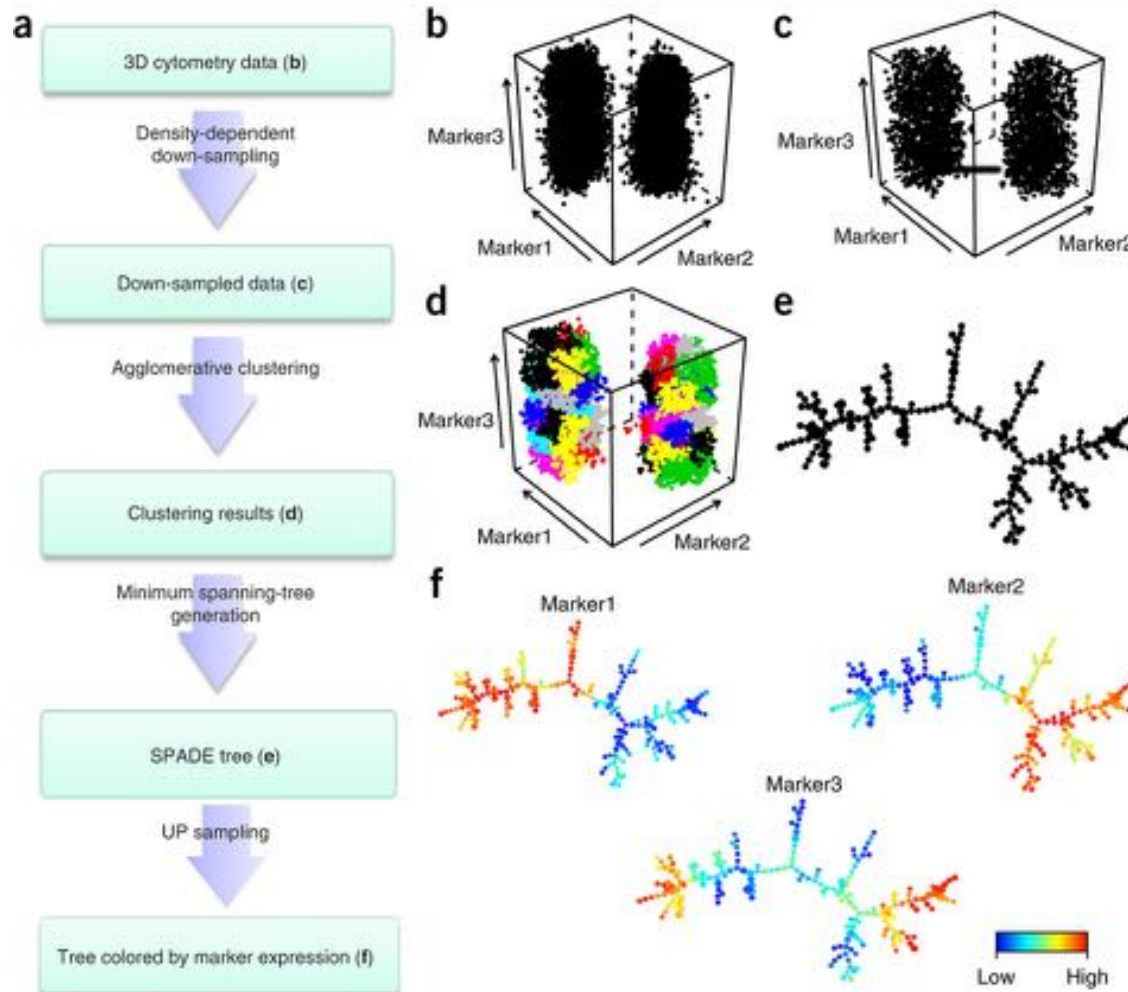 a
3D cytometry data (b)
Density-dependent
down-sampling
Down-sampled data (c)
Agglomerative clustering
Clustering results (d)
Minimum spanning-tree
generation
SPADE tree (e)
UP sampling
Tree colored by marker expression (f)
b
Marker3
Marker1
Marker2
c
Marker3
Marker1
Marker2
d
Marker3
Marker1
Marker2
e
f
Marker1
Marker2
Marker3
Low
High